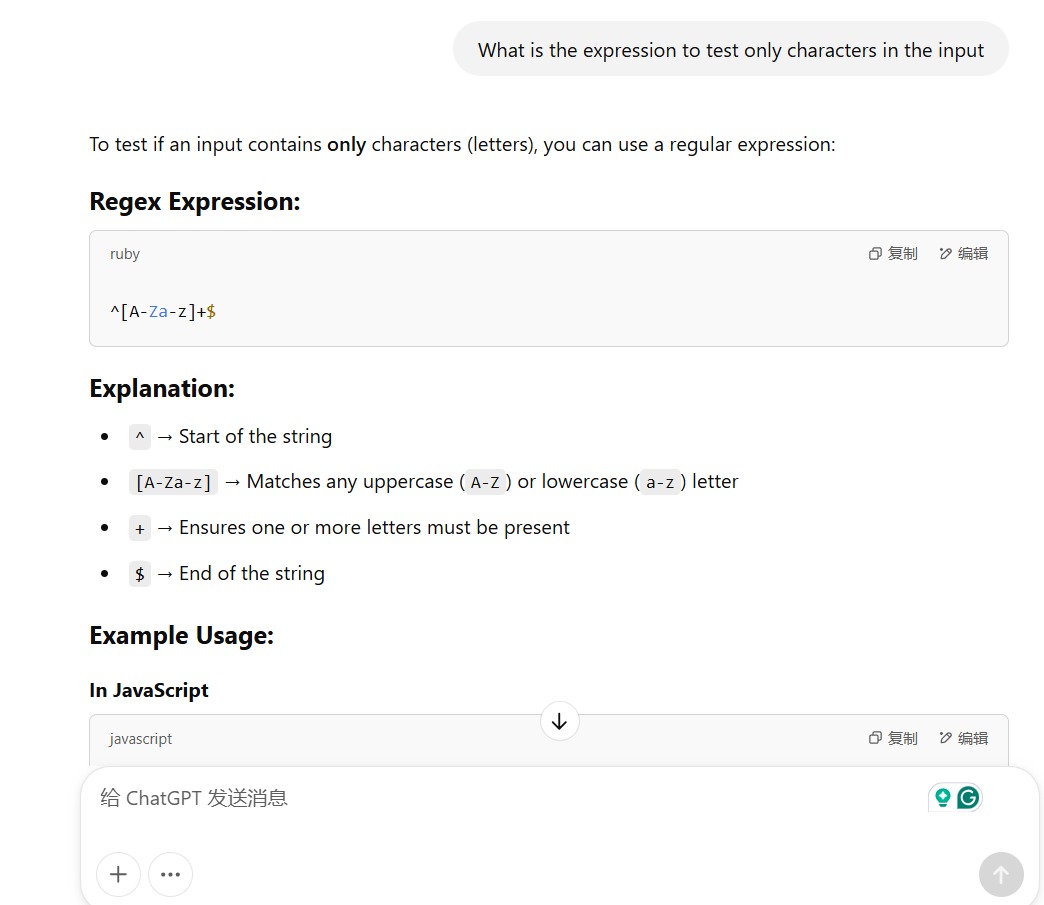 What is the expression to test only characters in the input
To test if an input contains only characters (letters), you can use a regular expression:
Regex Expression:
ruby
复制
编辑
^[A-Za-z]+$
Explanation:
^ → Start of the string
[A-Za-z] → Matches any uppercase (A-Z) or lowercase (a-z) letter
+ → Ensures one or more letters must be present
$ → End of the string
Example Usage:
In JavaScript
javascript
复制
编辑
给 ChatGPT 发送消息